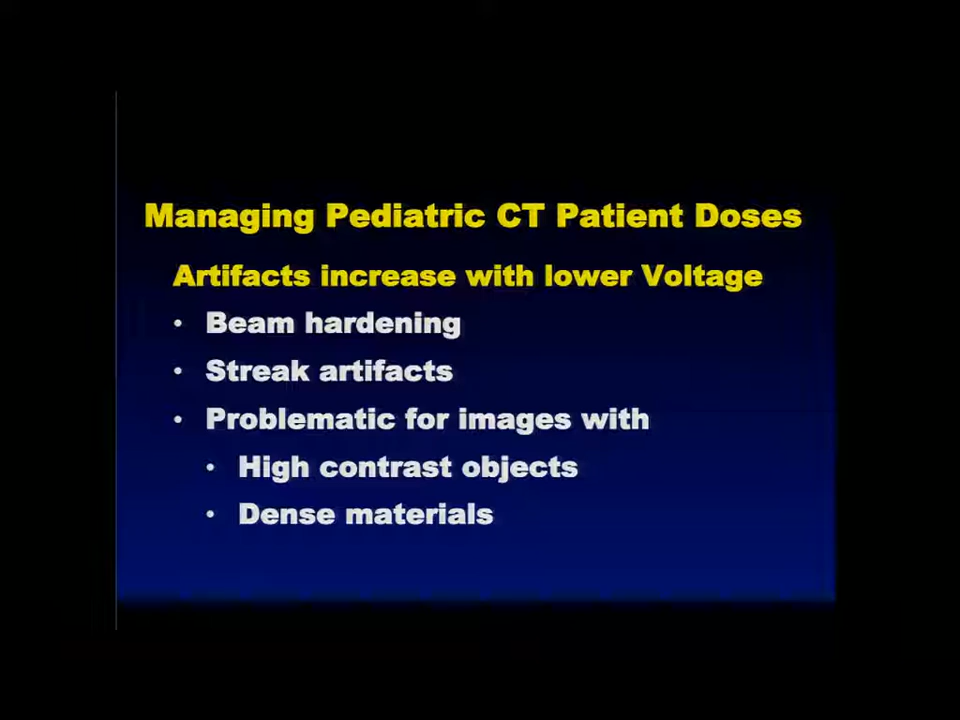 Managing Pediatric CT Patient Doses
Artifacts increase with lower Voltage
• Beam hardening
• Streak artifacts
• Problematic for images with
• High contrast objects
• Dense materials